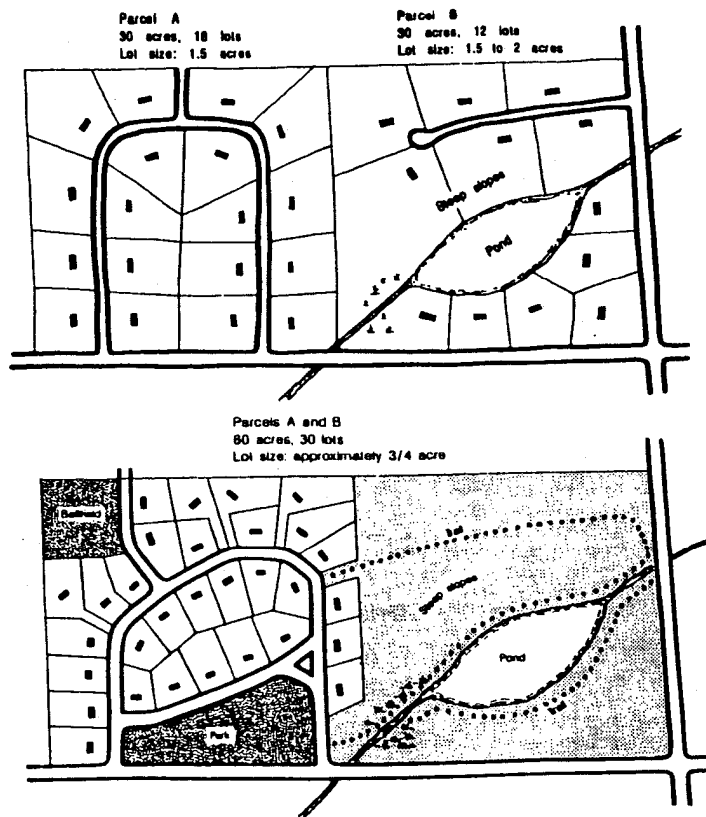 Parcel A
30 acres, 18 lots
Lot size: 1.5 acres
Parcel B
30 acres, 12 lots
Lot size: 1.5 to 2 acres
Steep slopes
Pond
Parcels A and B
60 acres, 30 lots
Lot size: approximately 3/4 acre
Ballfield
Trail
Steep slopes
Pond
Trail
Park